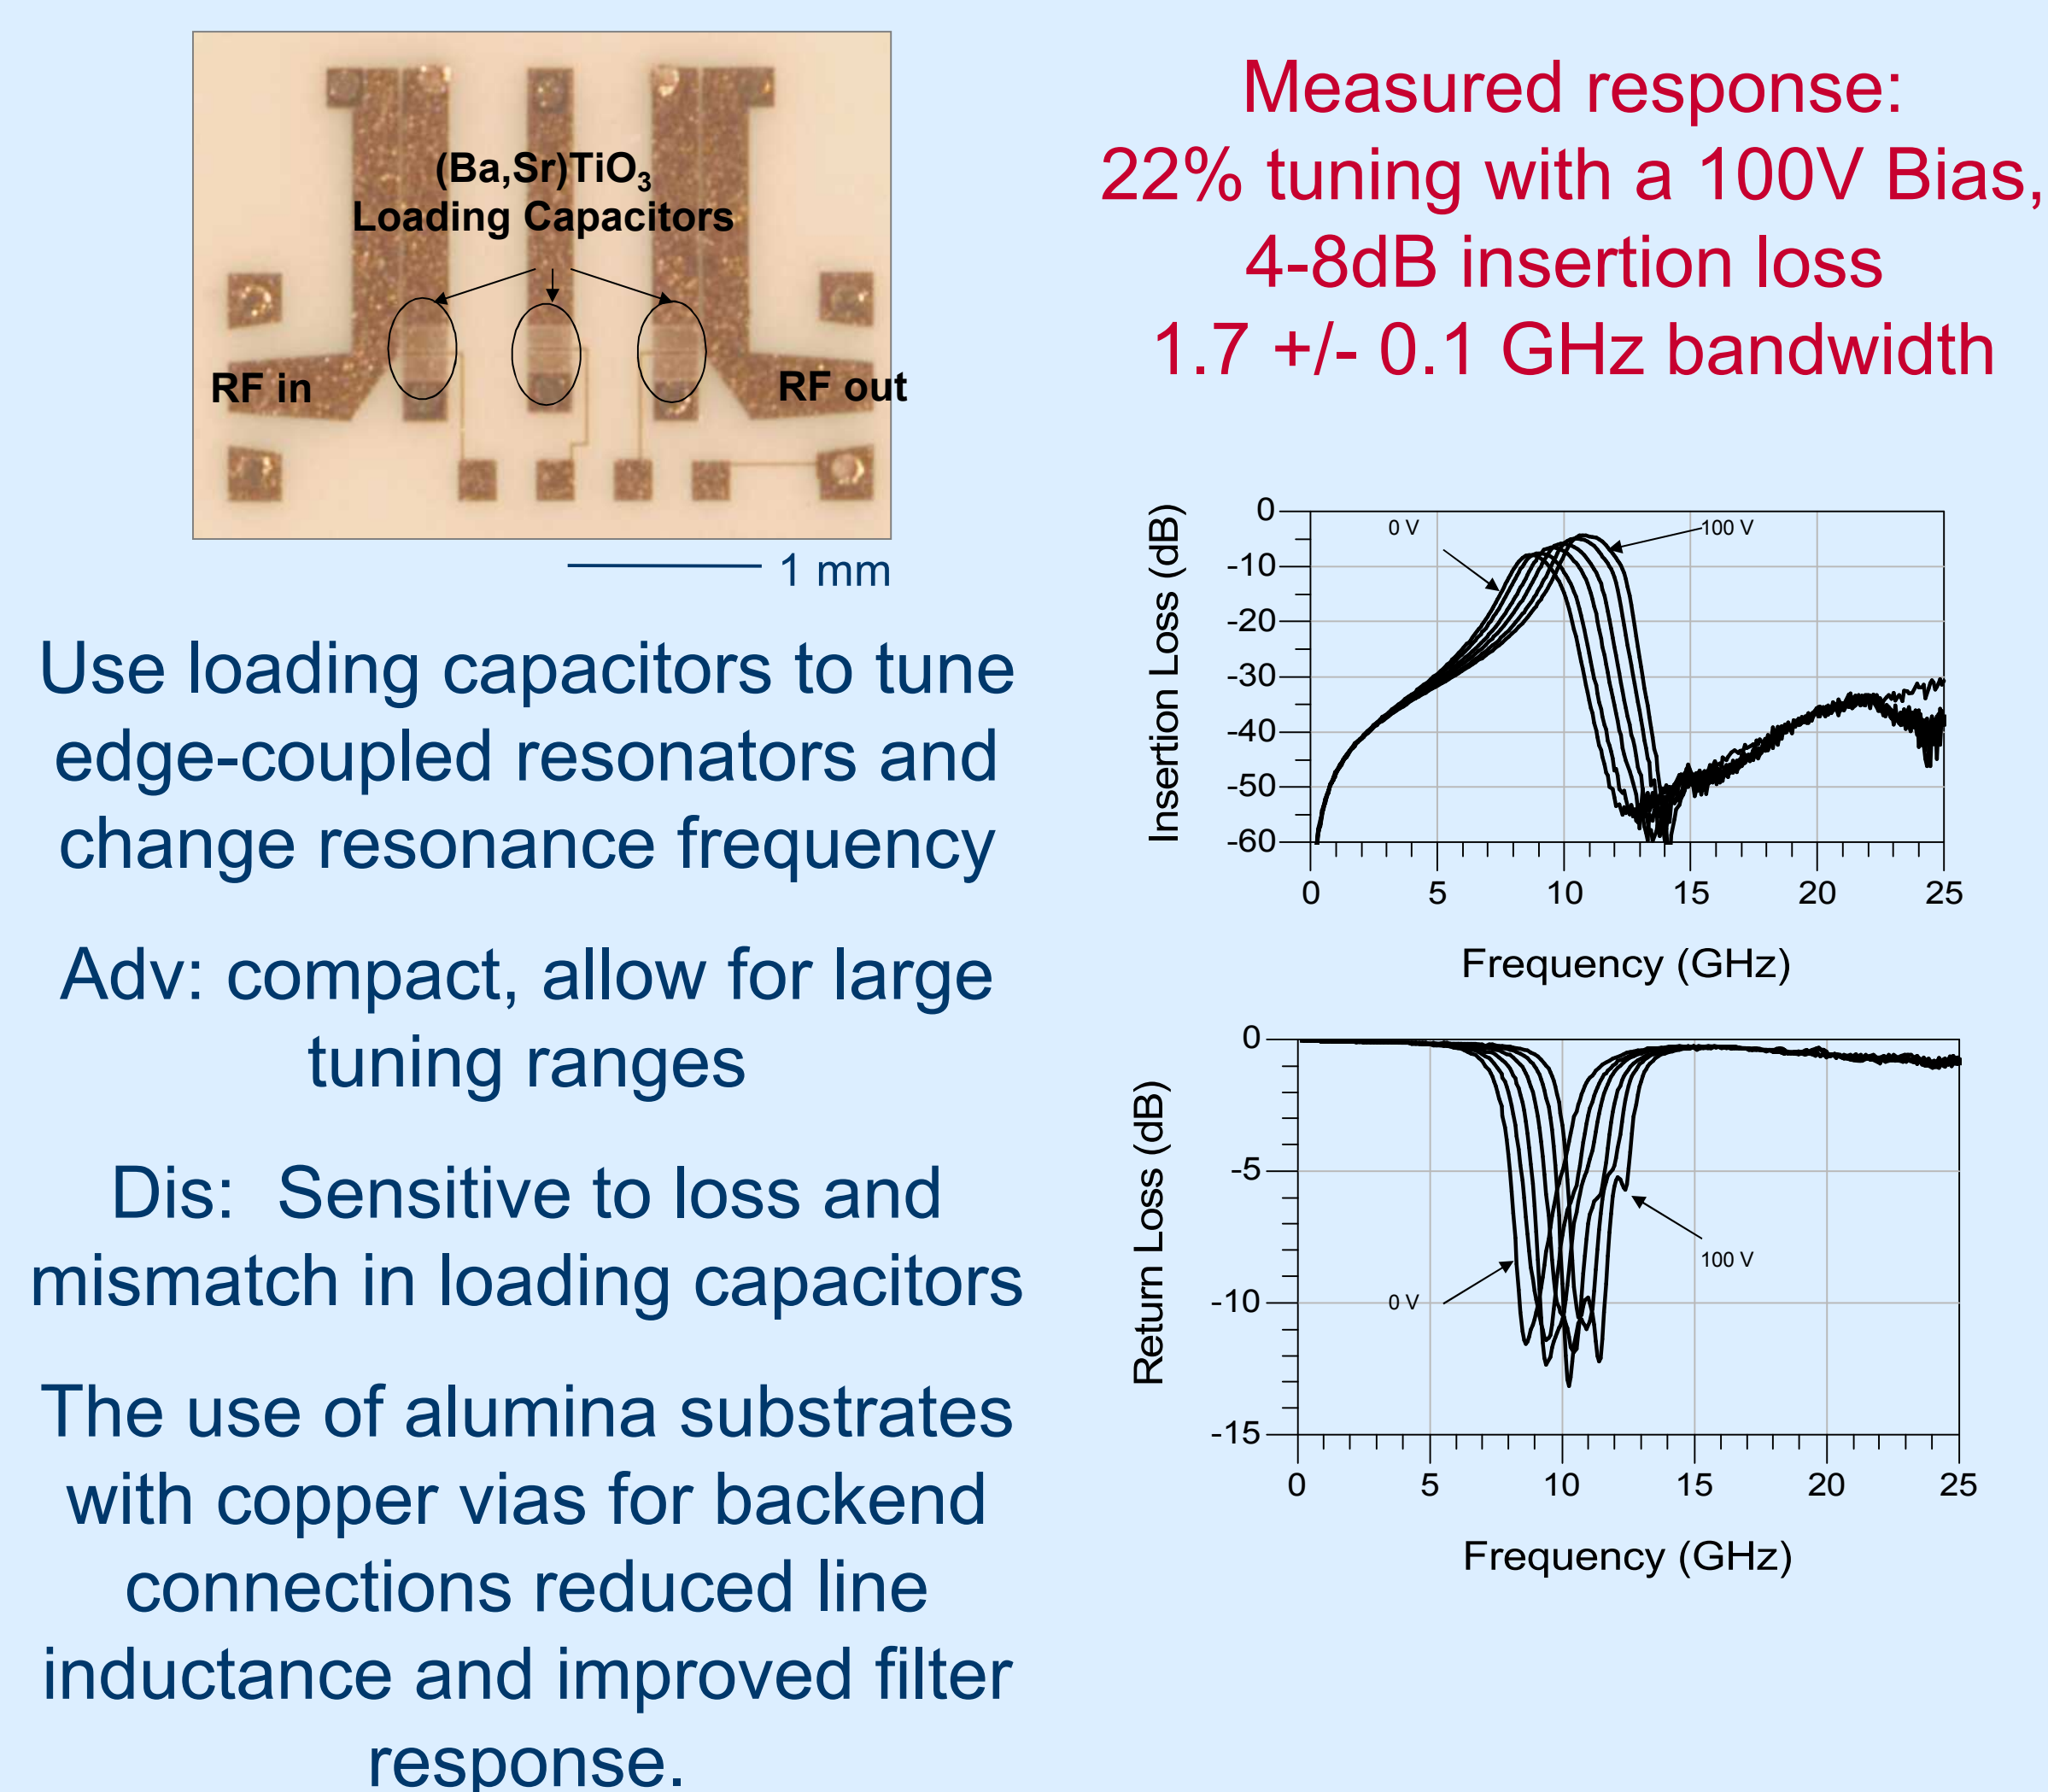 (Ba,Sr)TiO3
Loading Capacitors
RF in
RF out
1 mm
Use loading capacitors to tune
edge-coupled resonators and
change resonance frequency
Adv: compact, allow for large
tuning ranges
Dis:  Sensitive to loss and
mismatch in loading capacitors
The use of alumina substrates
with copper vias for backend
connections reduced line
inductance and improved filter
response.
Measured response:
22% tuning with a 100V Bias,
4-8dB insertion loss
1.7 +/- 0.1 GHz bandwidth
Insertion Loss (dB)
0
-10
-20
-30
-40
-50
-60
0 V
100 V
0 5 10 15 20 25
Frequency (GHz)
Return Loss (dB)
0
-5
-10
-15
100 V
0 V
0 5 10 15 20 25
Frequency (GHz)